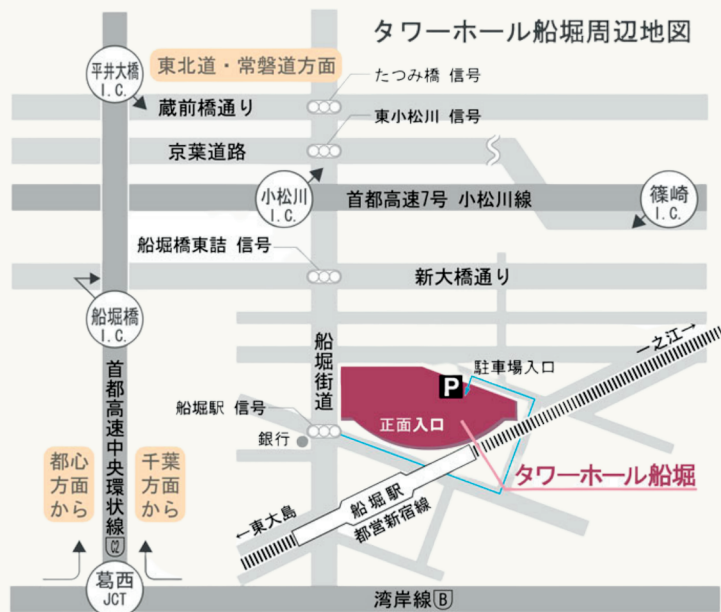 タワーホール船堀周辺地図
平井大橋
I.C.
東北道・常磐道方面
たつみ橋 信号
蔵前橋通り
東小松川 信号
京葉道路
小松川
I.C.
首都高速7号 小松川線
篠崎
I.C.
船堀橋東詰 信号
新大橋通り
船堀橋
I.C.
船堀街道
一之江→
駐車場入口
P
首都高速中央環状線
C2
船堀駅 信号
正面入口
銀行
都心
方面
から
千葉
方面
から
タワーホール船堀
船堀駅
都営新宿線
←東大島
葛西
JCT
湾岸線 B